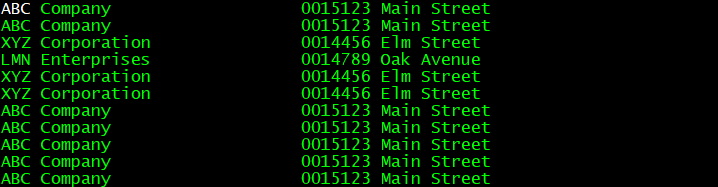 ABC Company                   0015123 Main Street
ABC Company                   0015123 Main Street
XYZ Corporation               0014456 Elm Street
LMN Enterprises               0014789 Oak Avenue
XYZ Corporation               0014456 Elm Street
XYZ Corporation               0014456 Elm Street
ABC Company                   0015123 Main Street
ABC Company                   0015123 Main Street
ABC Company                   0015123 Main Street
ABC Company                   0015123 Main Street
ABC Company                   0015123 Main Street